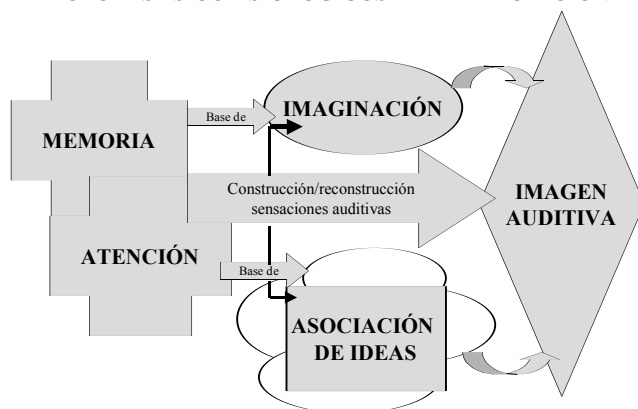 MEMORIA
Base de
IMAGINACIÓN
Construcción/reconstrucción
sensaciones auditivas
IMAGEN
AUDITIVA
ATENCIÓN
Base de
ASOCIACIÓN
DE IDEAS